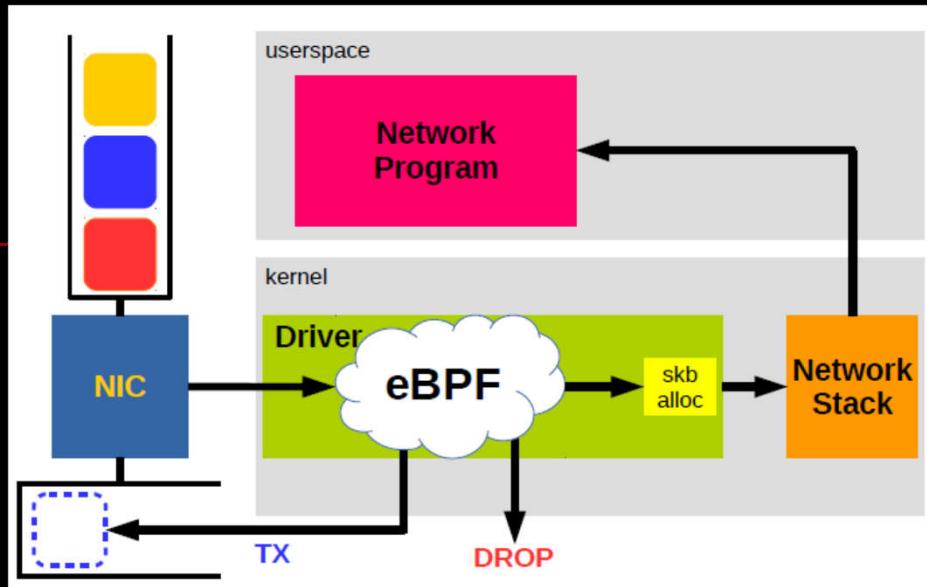 userspace
Network
Program
kernel
Driver
NIC
eBPF
skb
alloc
Network
Stack
TX
DROP